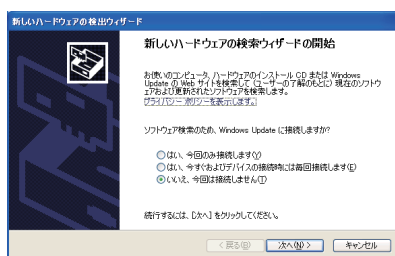 新しいハードウェアの検出ウィザード
新しいハードウェアの検索ウィザードの開始
お使いのコンピュータ、ハードウェアのインストール CD または Windows
Update の Web サイトを検索して (ユーザーの了解のもとに) 現在のソフトウ
ェアおよび更新されたソフトウェアを検索します。
プライバシー ポリシーを表示します。
ソフトウェア検索のため、Windows Update に接続しますか?
はい、今回のみ接続します(Y)
はい、今すぐおよびデバイスの接続時には毎回接続します(E)
いいえ、今回は接続しません(T)
続行するには、[次へ] をクリックしてください。
< 戻る(B)
次へ(N) >
キャンセル